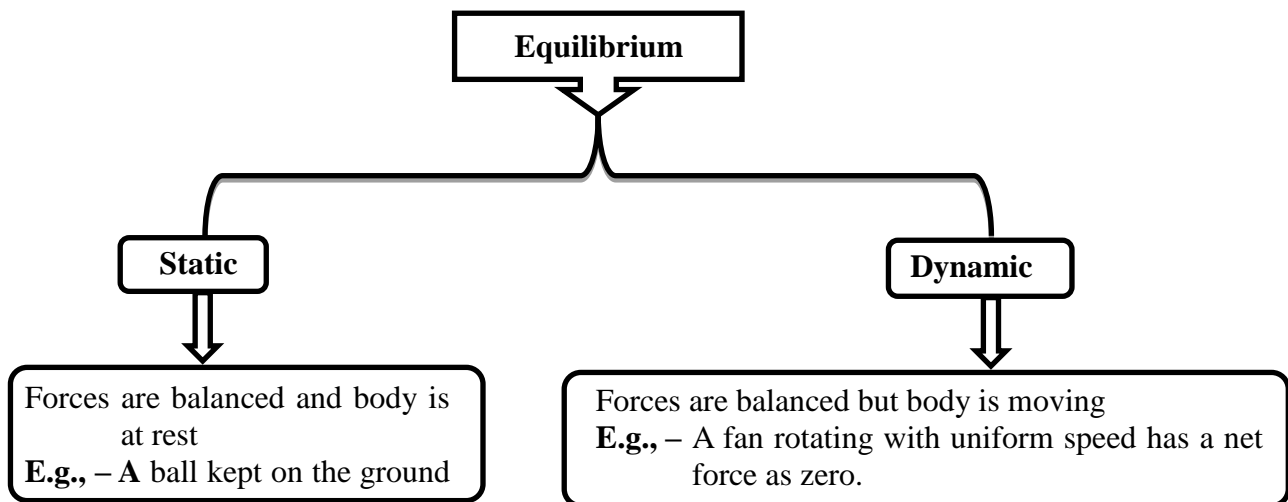 Equilibrium
Static
Dynamic
Forces are balanced and body is
at rest
E.g., – A ball kept on the ground
Forces are balanced but body is moving
E.g., – A fan rotating with uniform speed has a net
force as zero.